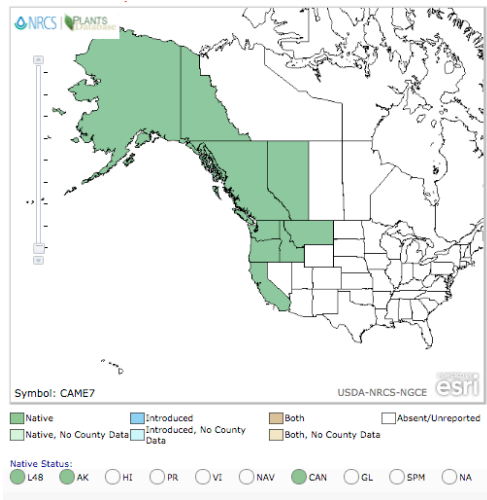 NRCS PLANTS
Database
Symbol: CAME7
USDA-NRCS-NGCE
esri
Native
Introduced
Both
Absent/Unreported
Native, No County Data
Introduced, No County
Data
Both, No County Data
Native Status:
L48 AK HI PR VI NAV CAN GL SPM NA